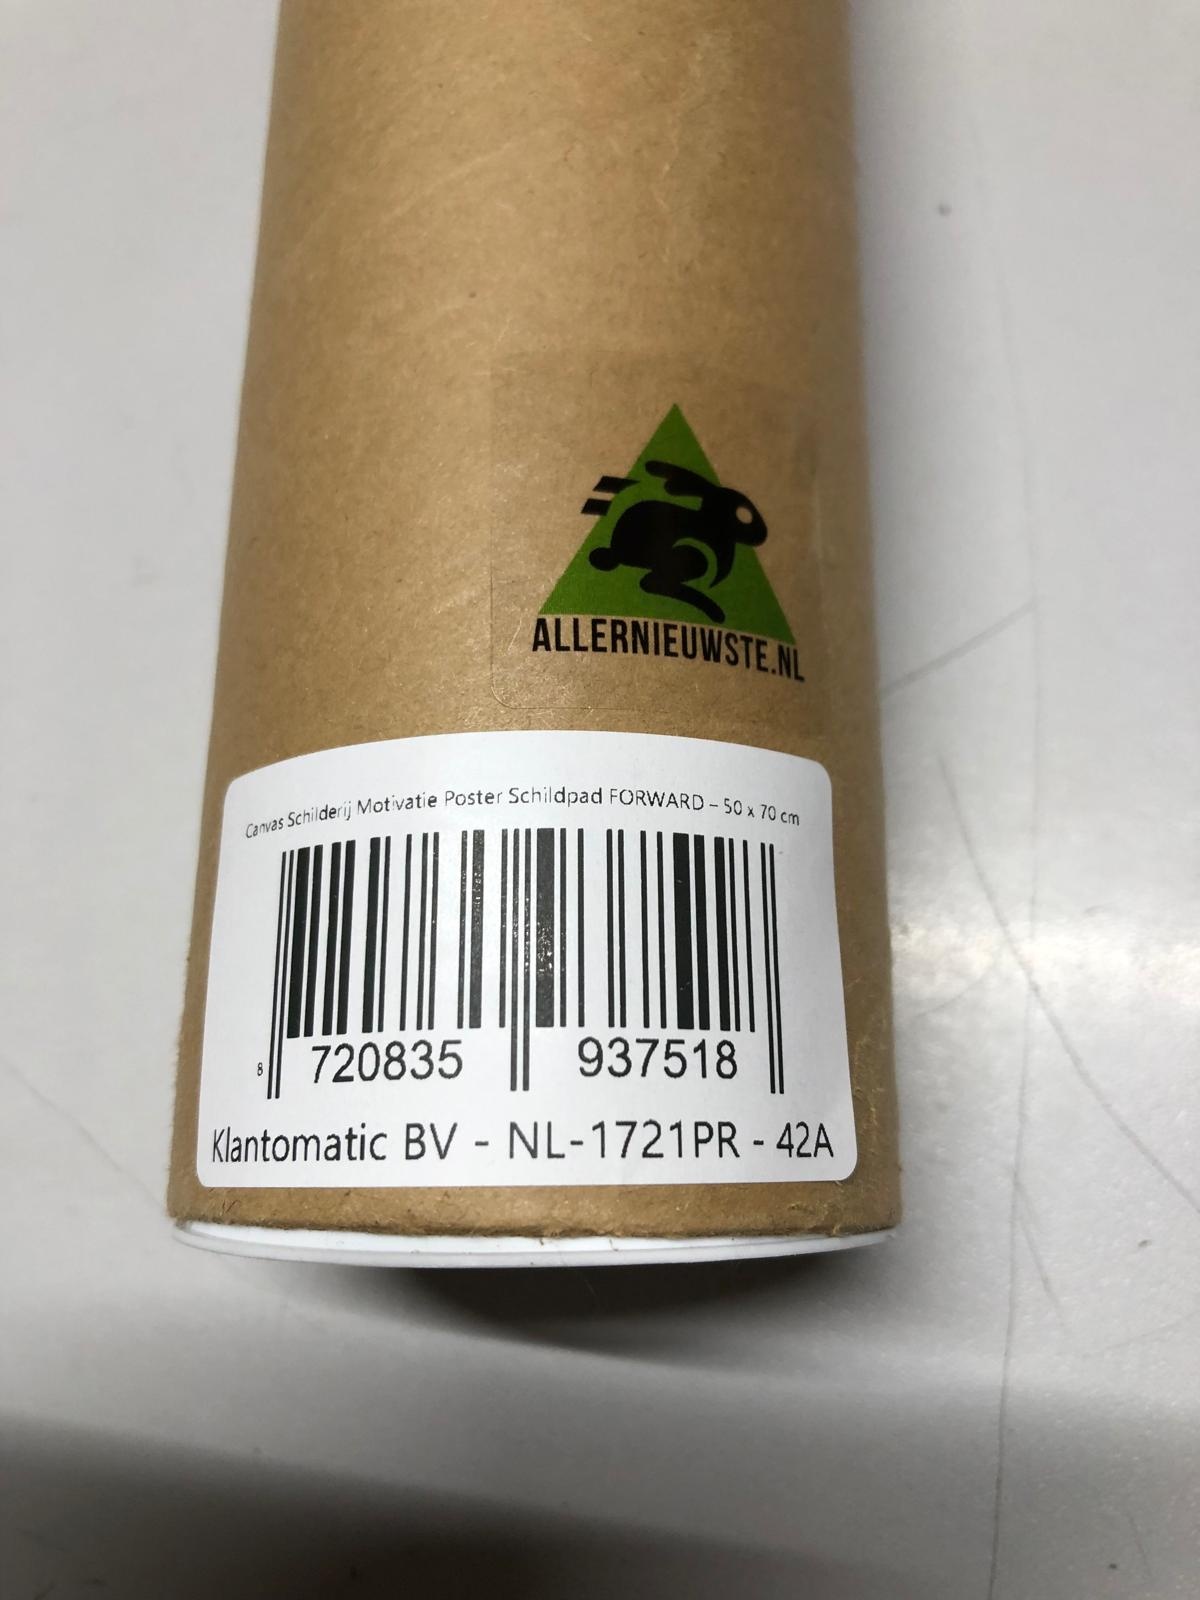 ALLERNIEUWSTE.NL
Canvas Schilderij Motivatie Poster Schildpad FORWARD – 50 x 70 cm
8 720835 937518
Klantomatic BV - NL-1721PR - 42A